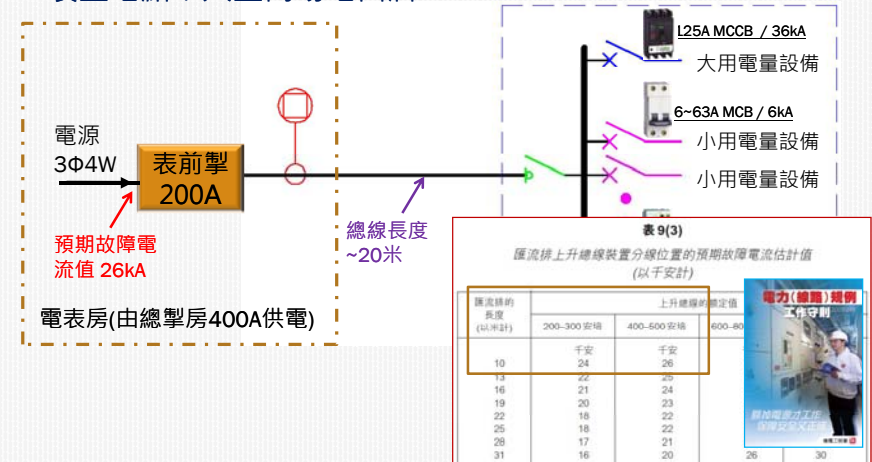 電源
3Φ4W
表前掣
200A
預期故障電
流值 26kA
電表房(由總掣房400A供電)
總線長度
~20米
125A MCCB / 36kA
大用電量設備
6~63A MCB / 6kA
小用電量設備
小用電量設備
表 9(3)
匯流排上升總線裝置分線位置的預期故障電流估計值
(以千安計)
匯流排的
長度
(以米計)
上升總線的額定值
200–300 安培 400–500 安培 600–80
千安 千安
10 24 26
13 22 25
16 21 24
19 20 23
22 18 22
25 18 22
28 17 21
31 16 20 26 30
電力(線路)規例
工作守則